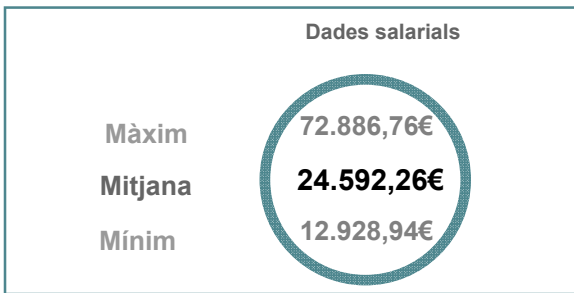 Dades salarials
Màxim 72.886,76€
Mitjana 24.592,26€
Mínim 12.928,94€